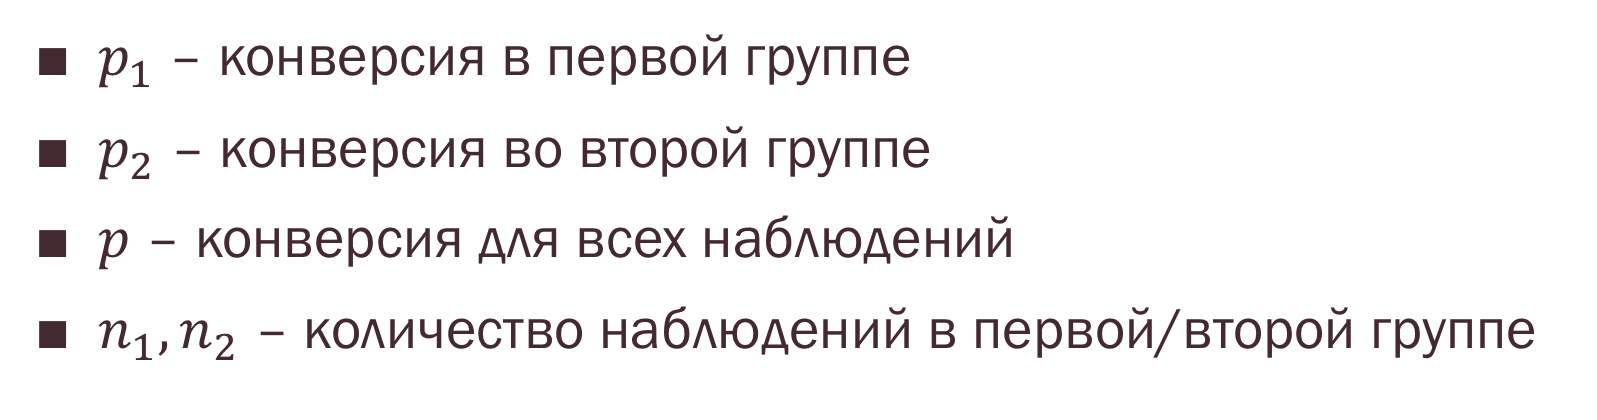 ▪ p₁ – конверсия в первой группе
▪ p₂ – конверсия во второй группе
▪ p – конверсия для всех наблюдений
▪ n₁, n₂ – количество наблюдений в первой/второй группе